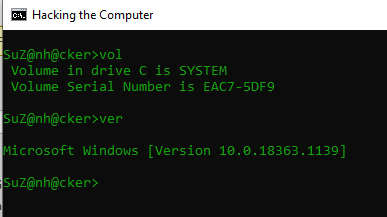 Hacking the Computer
SuZ@nh@cker>vol
Volume in drive C is SYSTEM
Volume Serial Number is EAC7-5DF9
SuZ@nh@cker>ver
Microsoft Windows [Version 10.0.18363.1139]
SuZ@nh@cker>